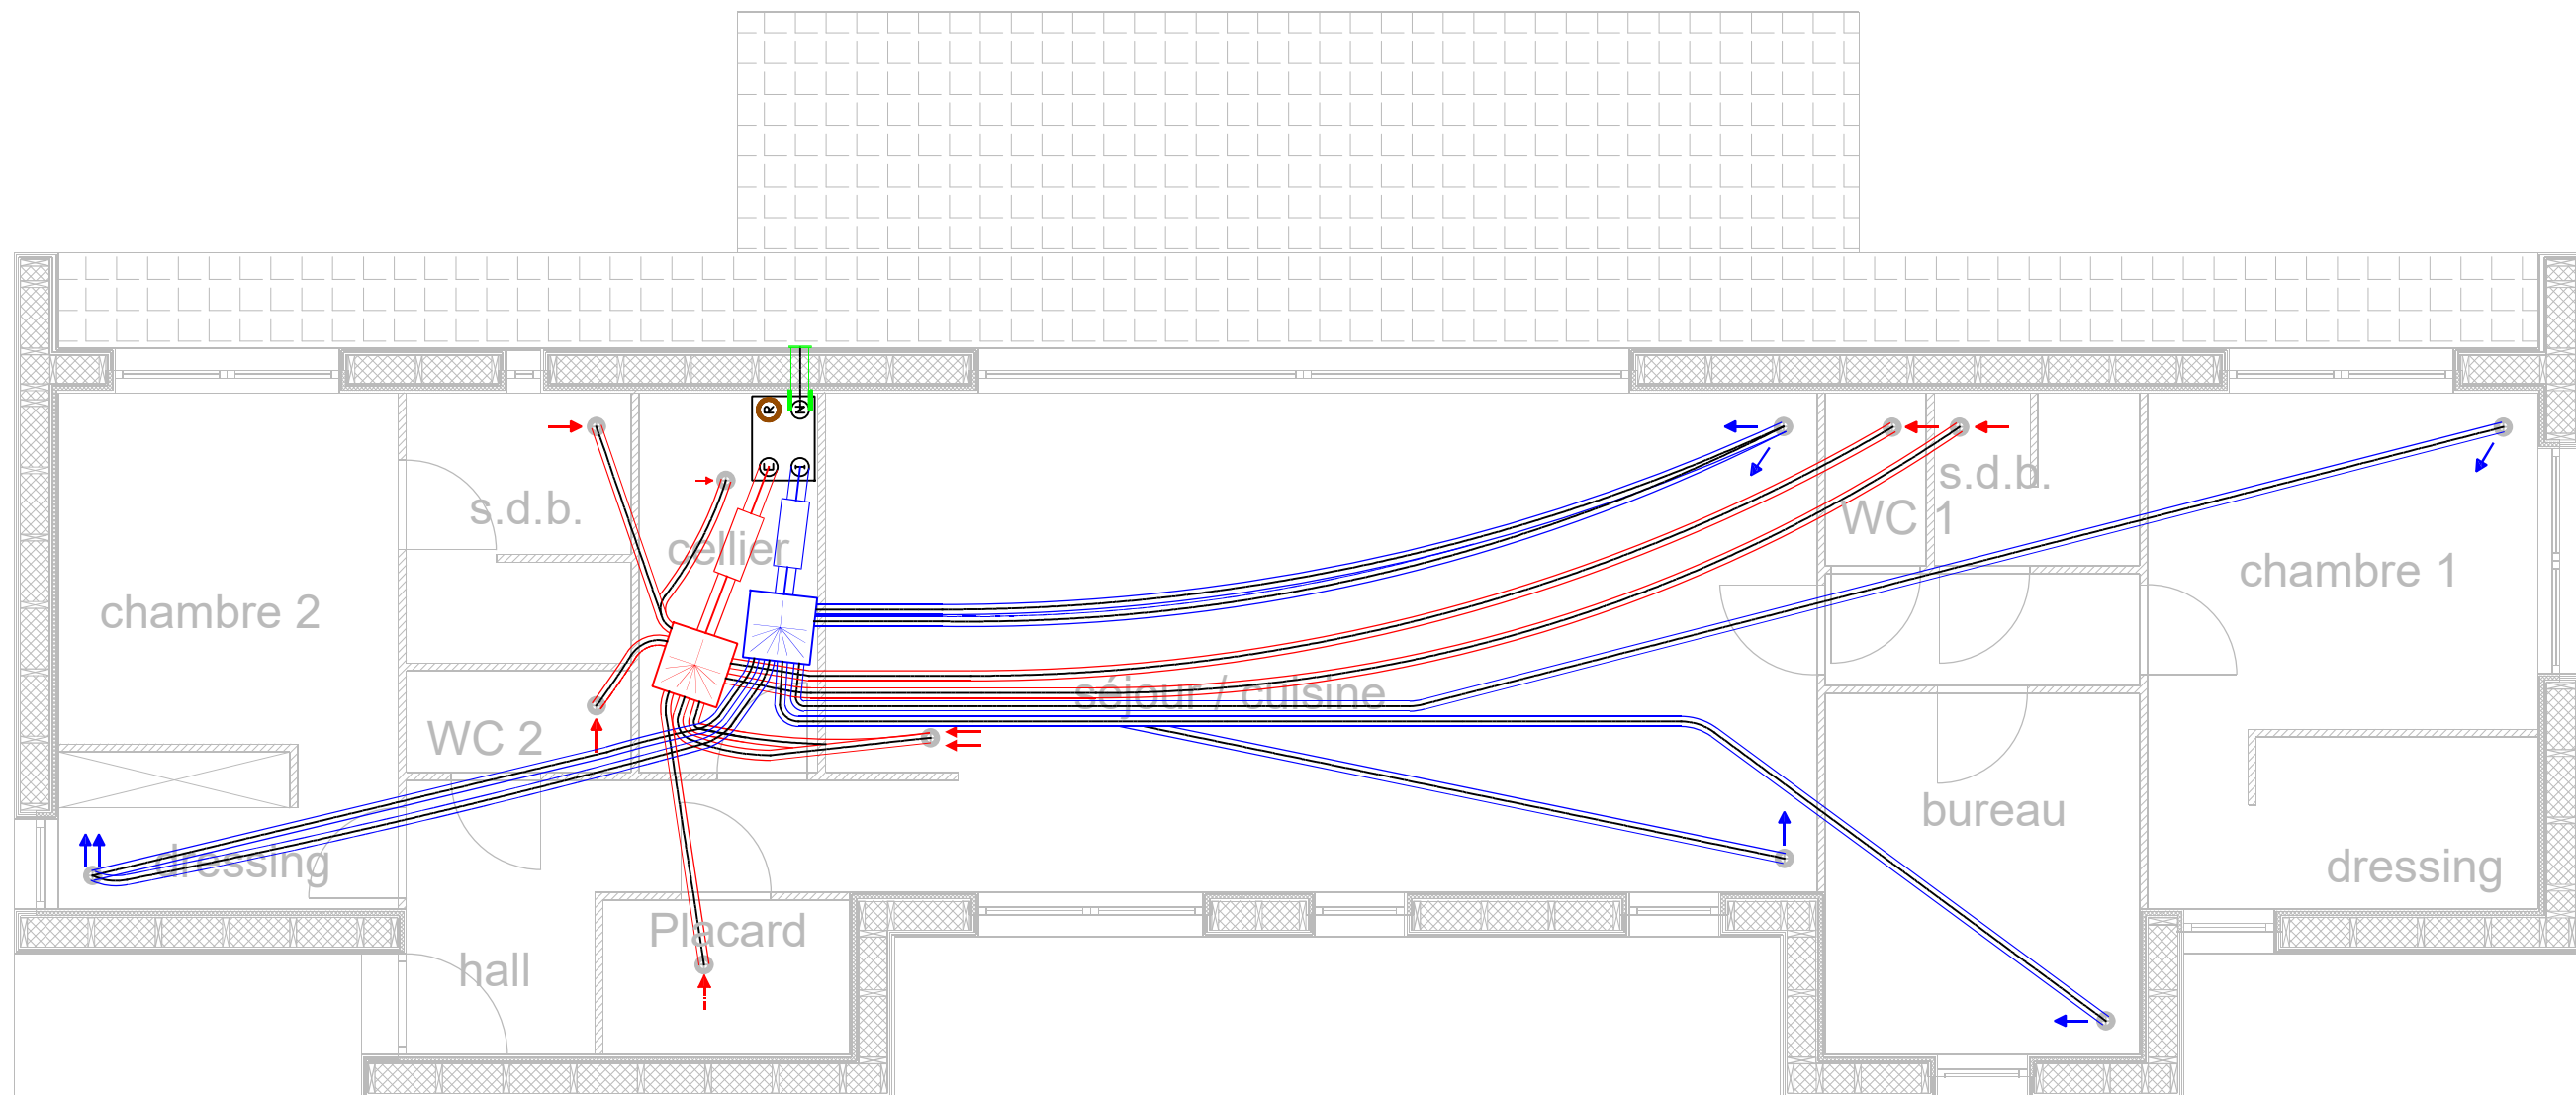 R
N
E
I
s.d.b.
s.d.b.
WC 1
cellier
chambre 1
chambre 2
séjour / cuisine
WC 2
bureau
dressing
dressing
Placard
hall